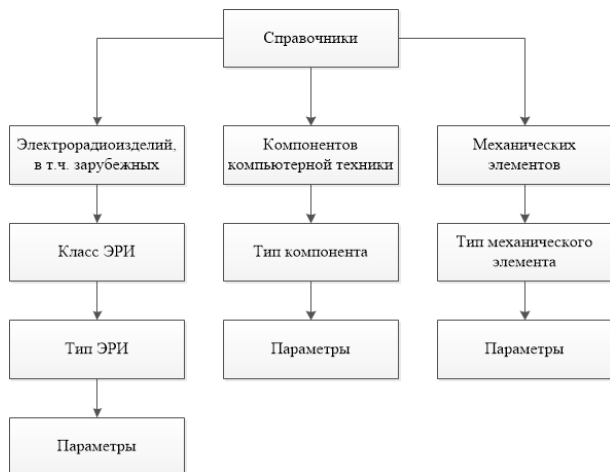 Справочники
Электрорадиоизделий,
в т.ч. зарубежных
Компонентов
компьютерной техники
Механических
элементов
Класс ЭРИ
Тип компонента
Тип механического
элемента
Тип ЭРИ
Параметры
Параметры
Параметры